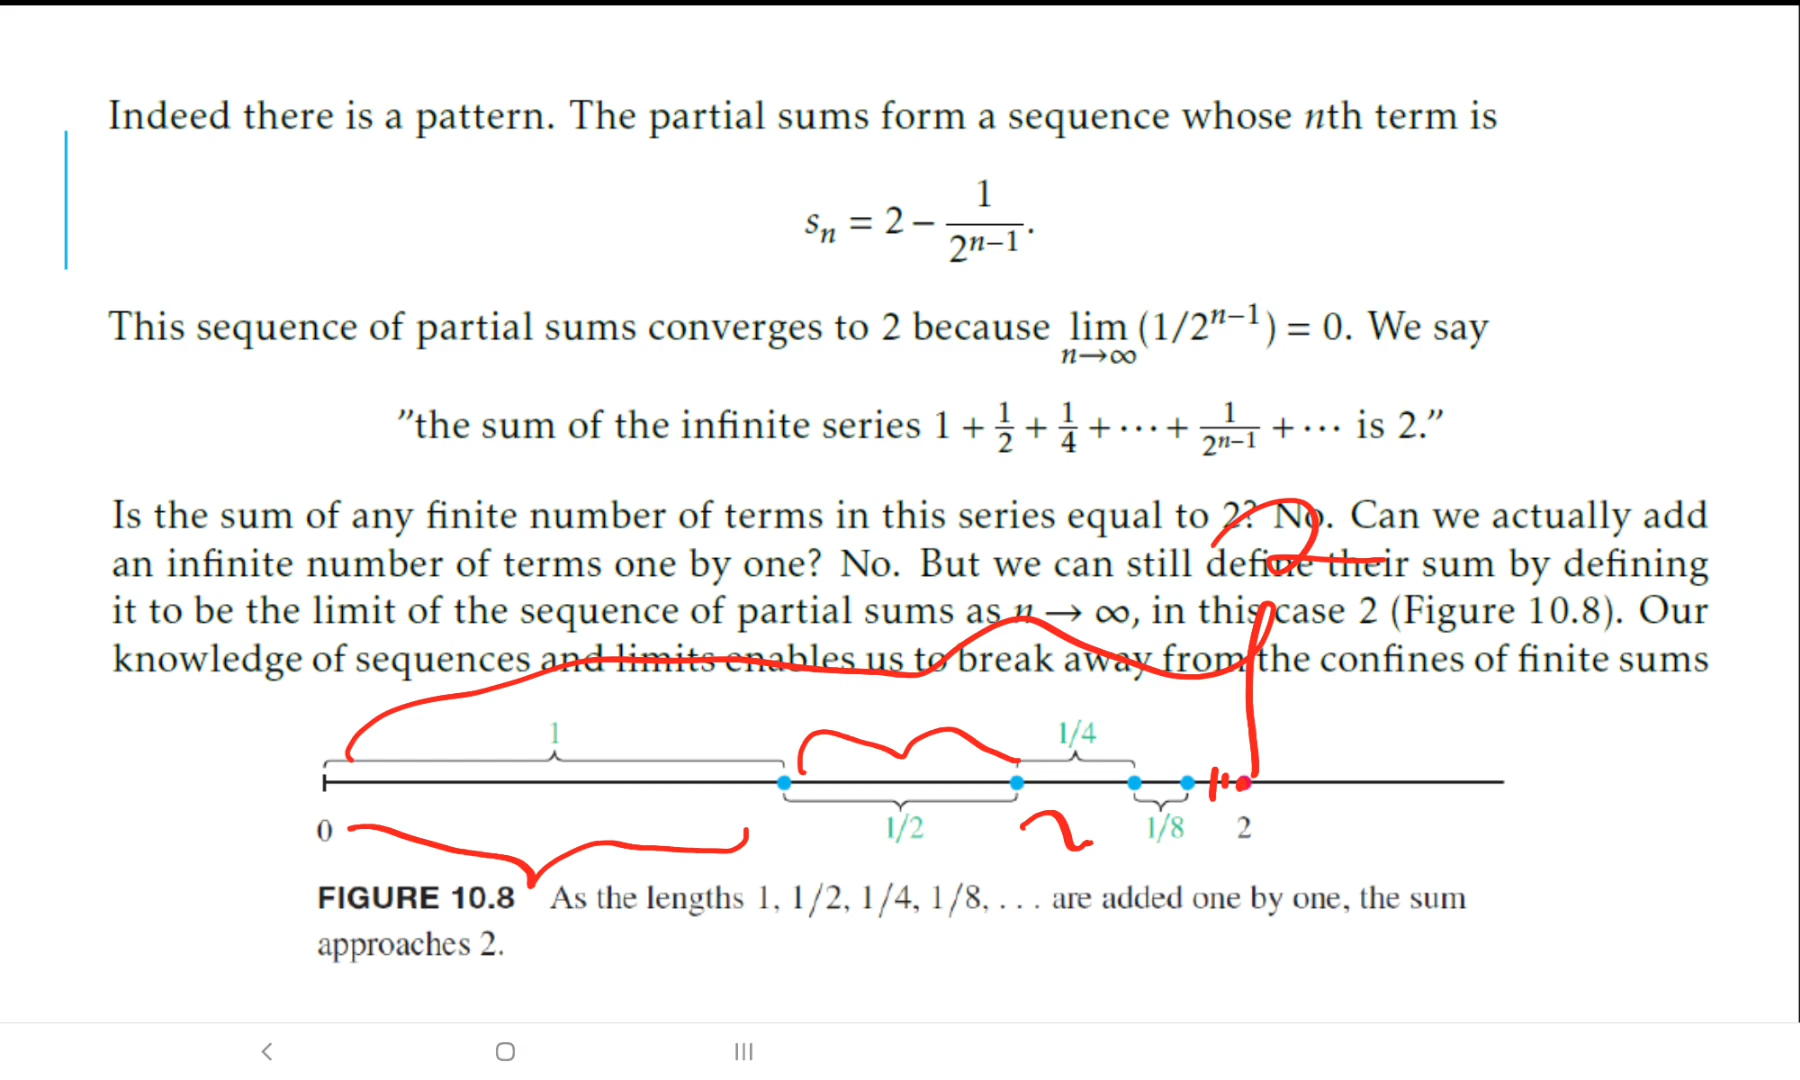 Indeed there is a pattern. The partial sums form a sequence whose nth term is
sₙ = 2 − 1/2ⁿ⁻¹.
This sequence of partial sums converges to 2 because lim n→∞ (1/2ⁿ⁻¹) = 0. We say
”the sum of the infinite series 1 + 1/2 + 1/4 + ⋯ + 1/2ⁿ⁻¹ + ⋯ is 2.”
Is the sum of any finite number of terms in this series equal to 2? No. Can we actually add
an infinite number of terms one by one? No. But we can still define their sum by defining
it to be the limit of the sequence of partial sums as n → ∞, in this case 2 (Figure 10.8). Our
knowledge of sequences and limits enables us to break away from the confines of finite sums
2
1 1/4
0 1/2 1/8 2
FIGURE 10.8 As the lengths 1, 1/2, 1/4, 1/8, . . . are added one by one, the sum
approaches 2.